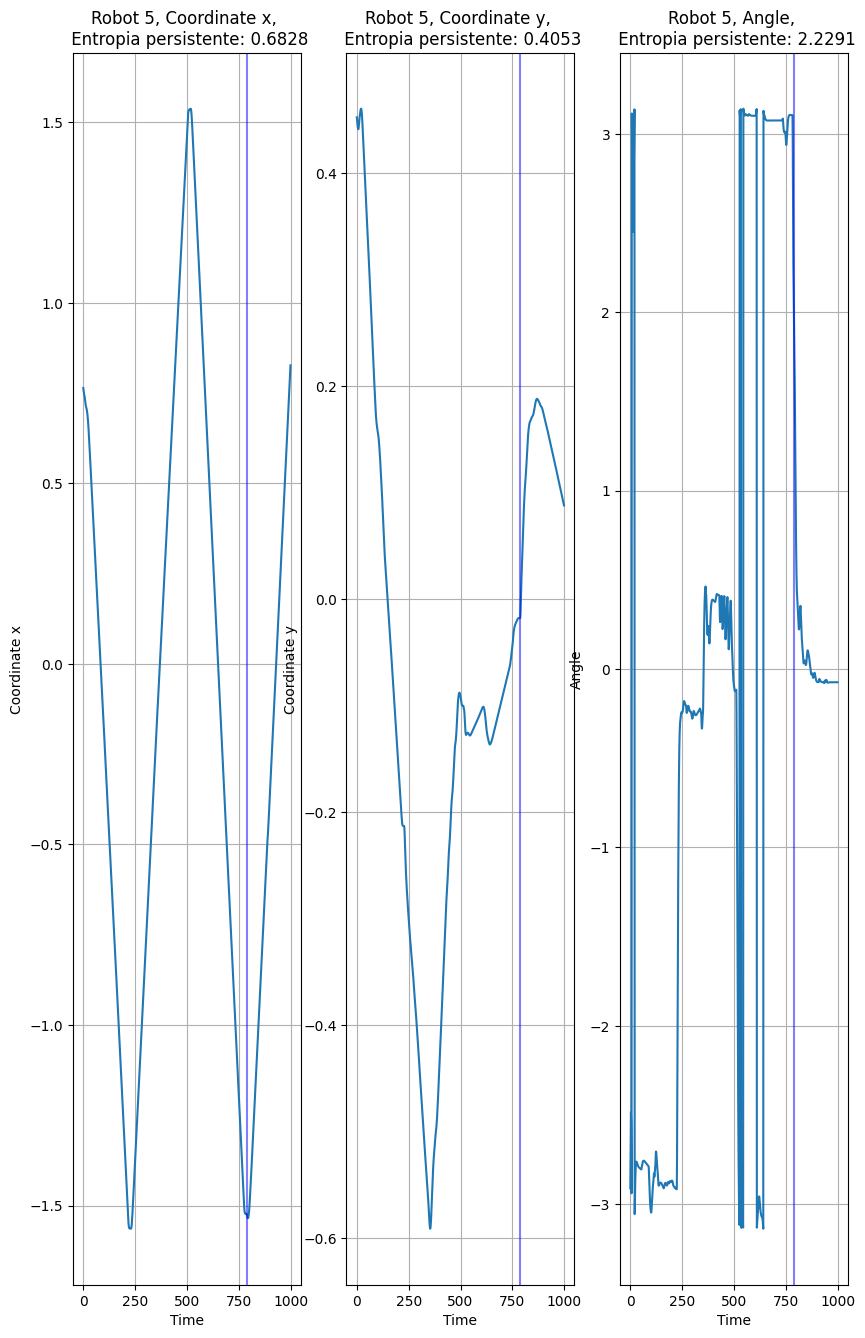 Robot 5, Coordinate x,
Entropia persistente: 0.6828
1.5
1.0
0.5
0.0
−0.5
−1.0
−1.5
0
250
500
750
1000
Time
Coordinate x
Robot 5, Coordinate y,
Entropia persistente: 0.4053
0.4
0.2
0.0
−0.2
−0.4
−0.6
0
250
500
750
1000
Time
Coordinate y
Robot 5, Angle,
Entropia persistente: 2.2291
3
2
1
0
−1
−2
−3
0
250
500
750
1000
Time
Angle